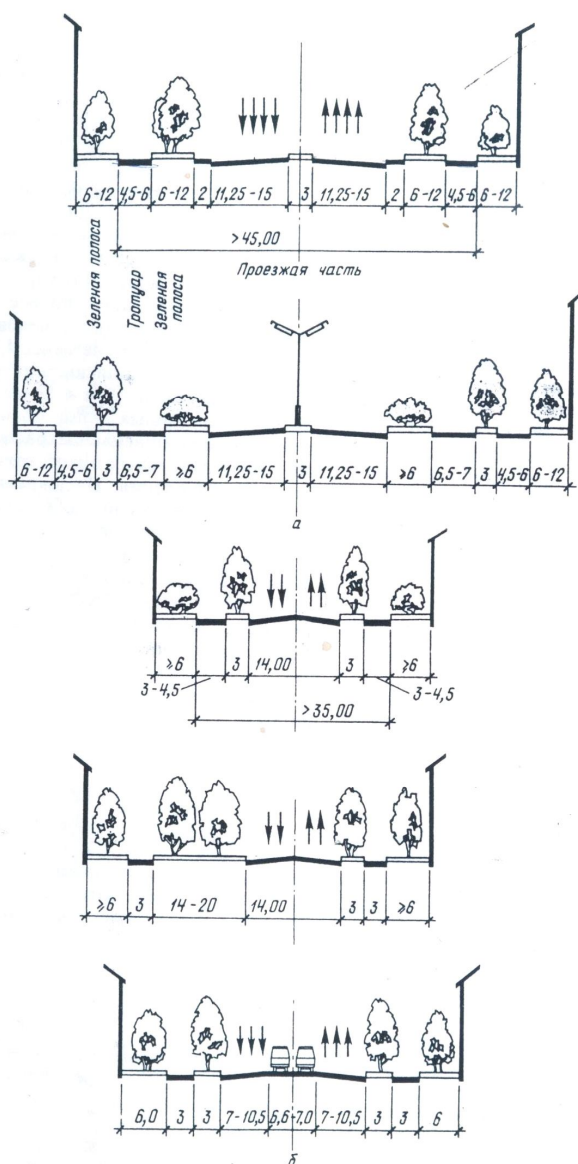 6-12 4,5-6 6-12 2 11,25-15 3 11,25-15 2 6-12 4,5-6 6-12
>45,00
Проезжая часть
Зеленая полоса
Тротуар
Зеленая
полоса
6-12 4,5-6 3 6,5-7 ≥6 11,25-15 3 11,25-15 ≥6 6,5-7 3 4,5-6 6-12
а
≥6 3 14,00 3 ≥6
3-4,5 3-4,5
>35,00
≥6 3 14-20 14,00 3 3 ≥6
6,0 3 3 7-10,5 6,6-7,0 7-10,5 3 3 6
б